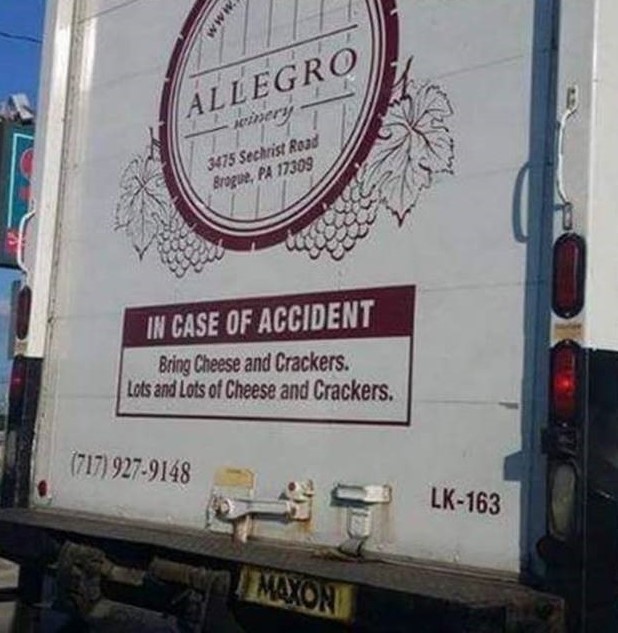 www.
ALLEGRO
winery
3475 Sechrist Road
Brogue, PA 17309
IN CASE OF ACCIDENT
Bring Cheese and Crackers.
Lots and Lots of Cheese and Crackers.
(717) 927-9148
LK-163
MAXON